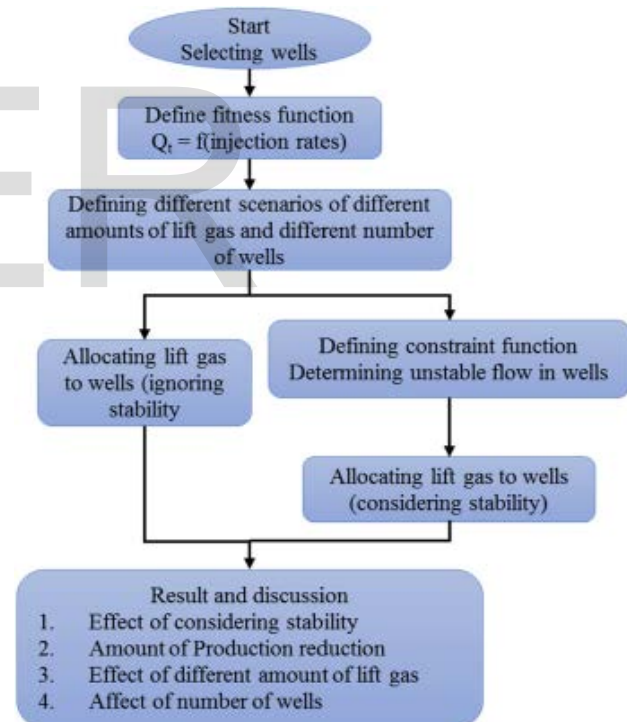 Start
Selecting wells
Define fitness function
Qt = f(injection rates)
Defining different scenarios of different
amounts of lift gas and different number
of wells
Allocating lift gas
to wells (ignoring
stability
Defining constraint function
Determining unstable flow in wells
Allocating lift gas to wells
(considering stability)
Result and discussion
1. Effect of considering stability
2. Amount of Production reduction
3. Effect of different amount of lift gas
4. Affect of number of wells
ER